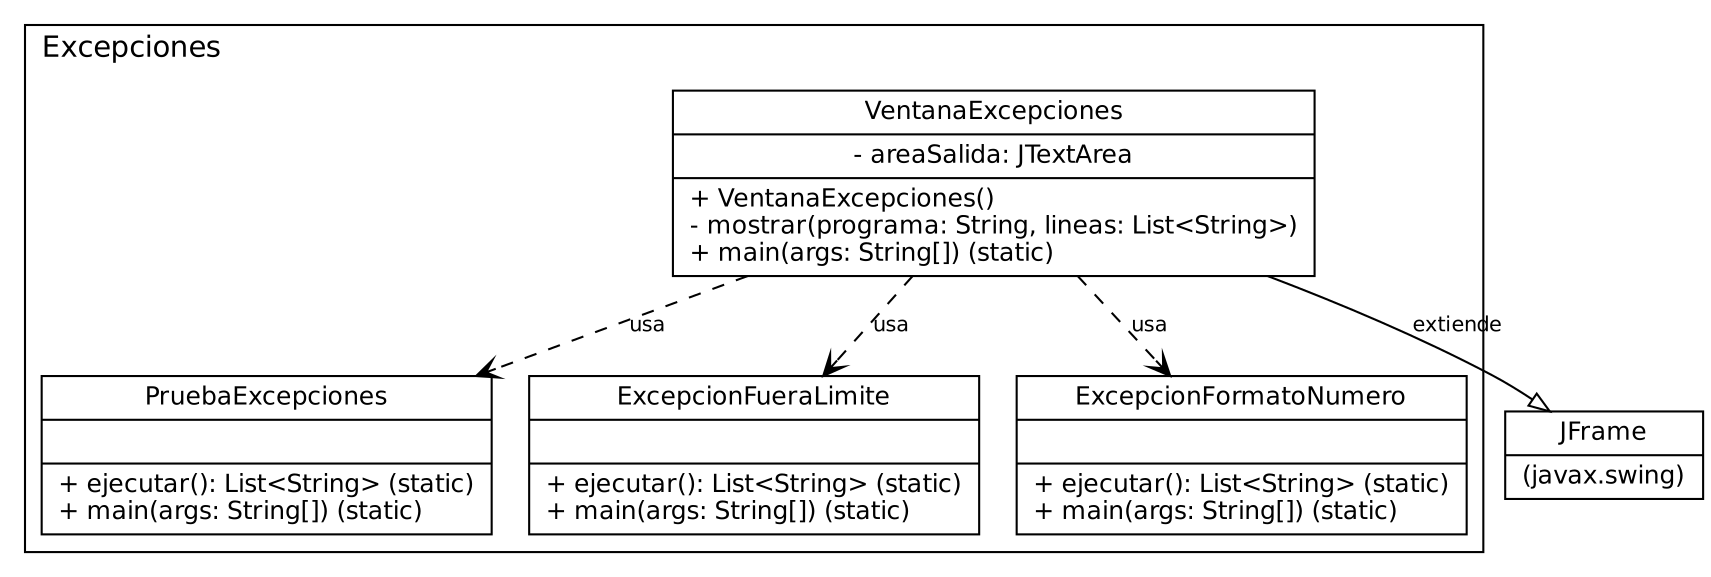 Excepciones
VentanaExcepciones
- areaSalida: JTextArea
+ VentanaExcepciones()
- mostrar(programa: String, lineas: List<String>)
+ main(args: String[]) (static)
usa
usa
usa
extiende
PruebaExcepciones
+ ejecutar(): List<String> (static)
+ main(args: String[]) (static)
ExcepcionFueraLimite
+ ejecutar(): List<String> (static)
+ main(args: String[]) (static)
ExcepcionFormatoNumero
+ ejecutar(): List<String> (static)
+ main(args: String[]) (static)
JFrame
(javax.swing)